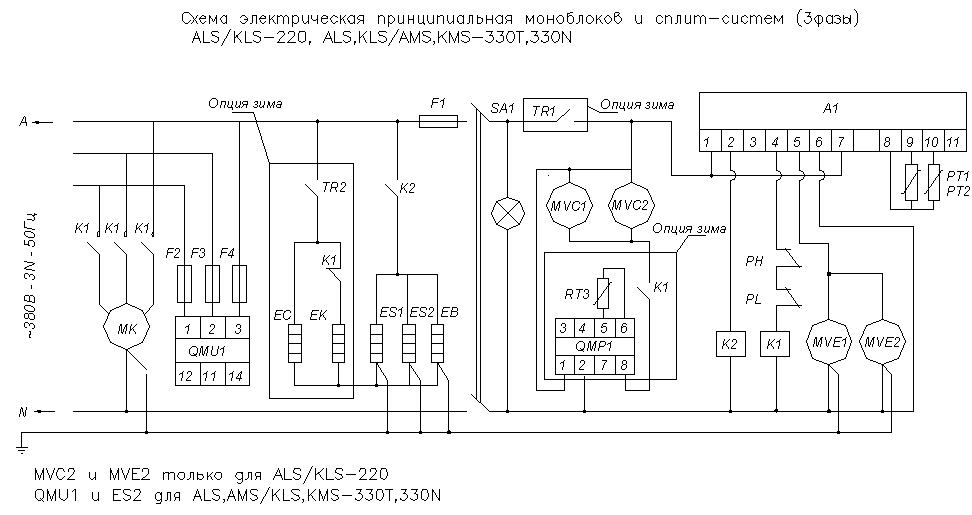 Схема электрическая принципиальная моноблоков и сплит-систем (3фазы)
ALS/KLS-220, ALS,KLS/AMS,KMS-330T,330N
Опция зима
F1
SA1
TR1
Опция зима
A1
A
1 2 3 4 5 6 7 8 9 10 11
TR2
K2
PT1
PT2
MVC1
MVC2
K1 K1 K1
Опция зима
F2 F3 F4
K1
PH
K1
RT3
PL
~380В - 3N - 50Гц
EC EK ES1 ES2 EB
MK
1 2 3
QMU1
12 11 14
3 4 5 6
QMP1
1 2 7 8
K2
K1
MVE1
MVE2
N
MVC2 и MVE2 только для ALS/KLS-220
QMU1 и ES2 для ALS,AMS/KLS,KMS-330T,330N